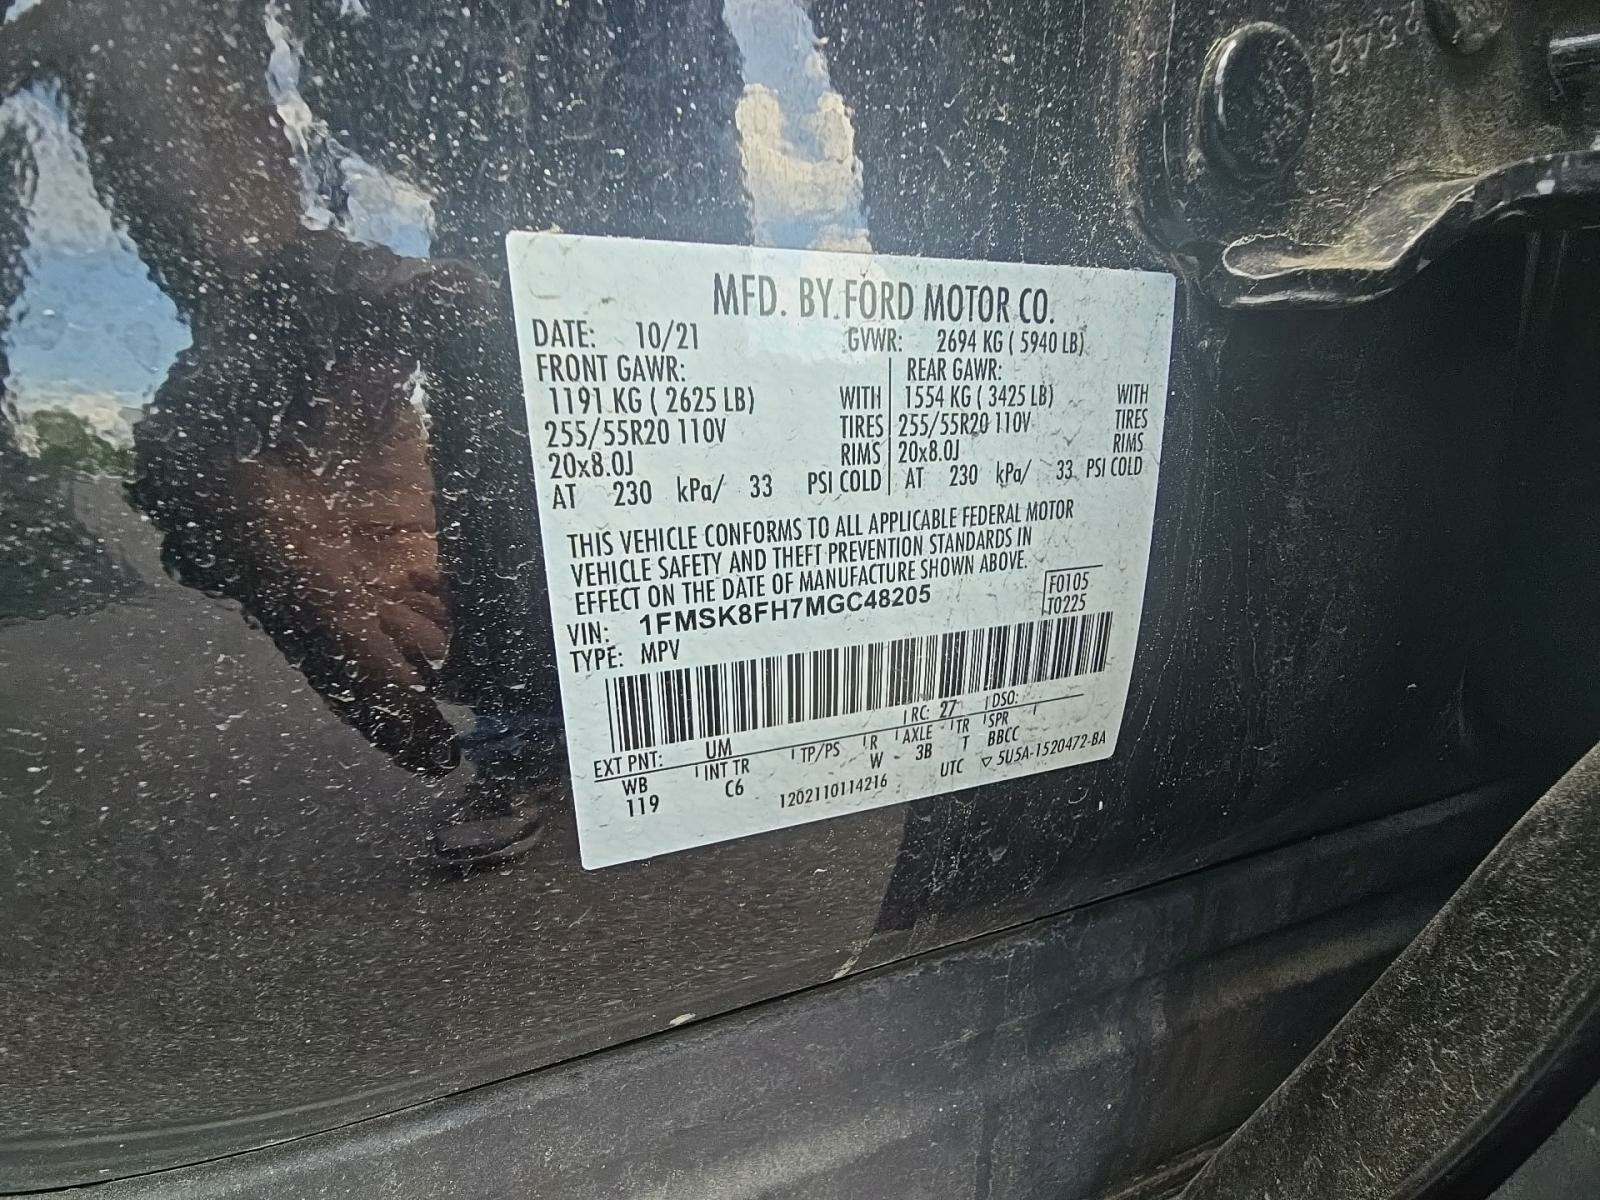 MFD. BY FORD MOTOR CO.
DATE: 10/21 GVWR: 2694 KG ( 5940 LB)
FRONT GAWR: REAR GAWR:
1191 KG ( 2625 LB) WITH 1554 KG ( 3425 LB) WITH
255/55R20 110V TIRES 255/55R20 110V TIRES
20x8.0J RIMS 20x8.0J RIMS
AT 230 kPa/ 33 PSI COLD AT 230 kPa/ 33 PSI COLD
THIS VEHICLE CONFORMS TO ALL APPLICABLE FEDERAL MOTOR
VEHICLE SAFETY AND THEFT PREVENTION STANDARDS IN
EFFECT ON THE DATE OF MANUFACTURE SHOWN ABOVE.
F0105
VIN: 1FMSK8FH7MGC48205 T0225
TYPE: MPV
RC: 27 DSO:
EXT PNT: UM
WB INT TR TP/PS R AXLE TR SPR
119 C6 W 3B T BBCC
1202110114216 UTC ▽ 5U5A-1520472-BA